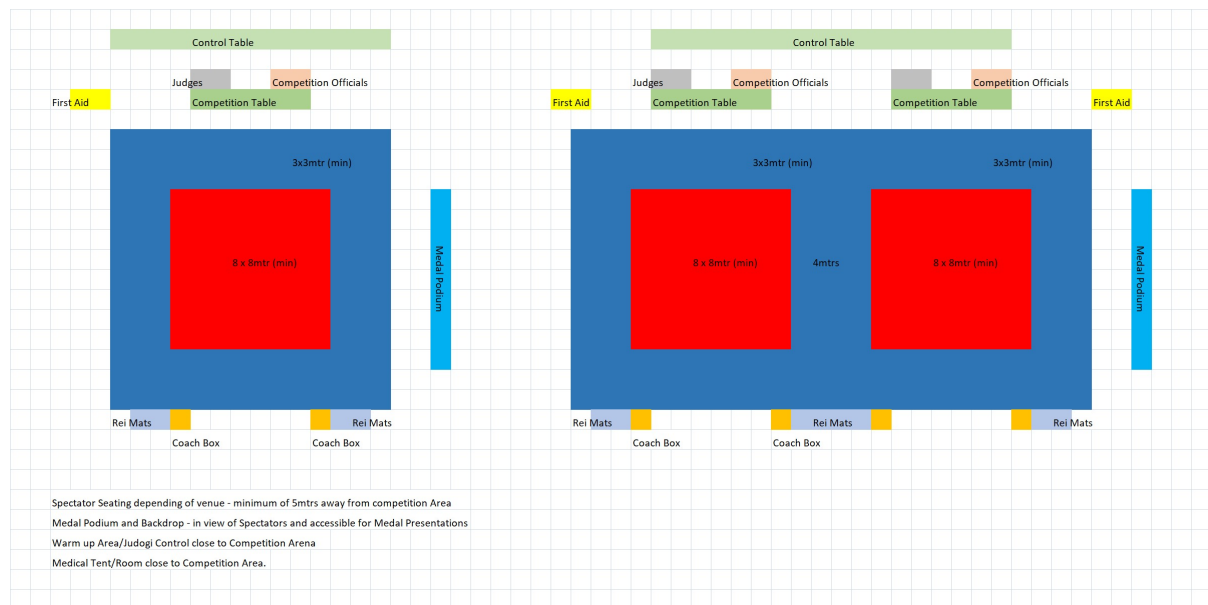 Control Table
Control Table
Judges
Competition Officials
Judges
Competition Officials
Competition Officials
First Aid
Competition Table
First Aid
Competition Table
Competition Table
First Aid
3x3mtr (min)
3x3mtr (min)
3x3mtr (min)
8 x 8mtr (min)
Medal Podium
8 x 8mtr (min)
4mtrs
8 x 8mtr (min)
Medal Podium
Rei Mats
Rei Mats
Rei Mats
Rei Mats
Rei Mats
Coach Box
Coach Box
Coach Box
Coach Box
Spectator Seating depending of venue - minimum of 5mtrs away from competition Area
Medal Podium and Backdrop - in view of Spectators and accessible for Medal Presentations
Warm up Area/Judogi Control close to Competition Arena
Medical Tent/Room close to Competition Area.